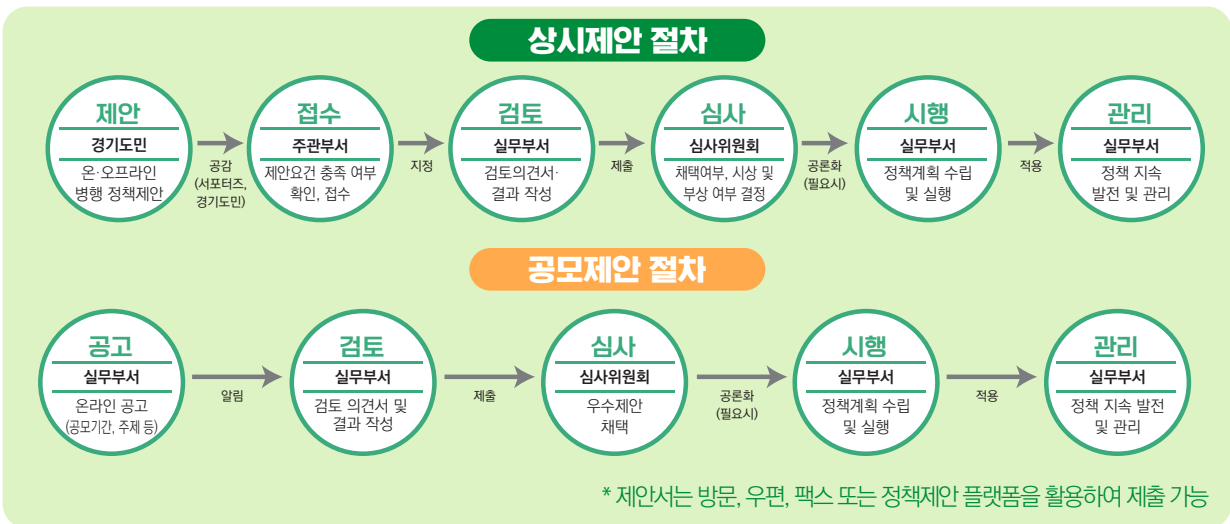 상시제안 절차
제안
경기도민
온·오프라인
병행 정책제안
공감
(서포터즈,
경기도민)
접수
주관부서
제안요건 충족 여부
확인, 접수
지정
검토
실무부서
검토의견서·
결과 작성
제출
심사
심사위원회
채택여부, 시상 및
부상 여부 결정
공론화
(필요시)
시행
실무부서
정책계획 수립
및 실행
적용
관리
실무부서
정책 지속
발전 및 관리
공모제안 절차
공고
실무부서
온라인 공고
(공모기간, 주제 등)
알림
검토
실무부서
검토 의견서 및
결과 작성
제출
심사
심사위원회
우수제안
채택
공론화
(필요시)
시행
실무부서
정책계획 수립
및 실행
적용
관리
실무부서
정책 지속 발전
및 관리
* 제안서는 방문, 우편, 팩스 또는 정책제안 플랫폼을 활용하여 제출 가능